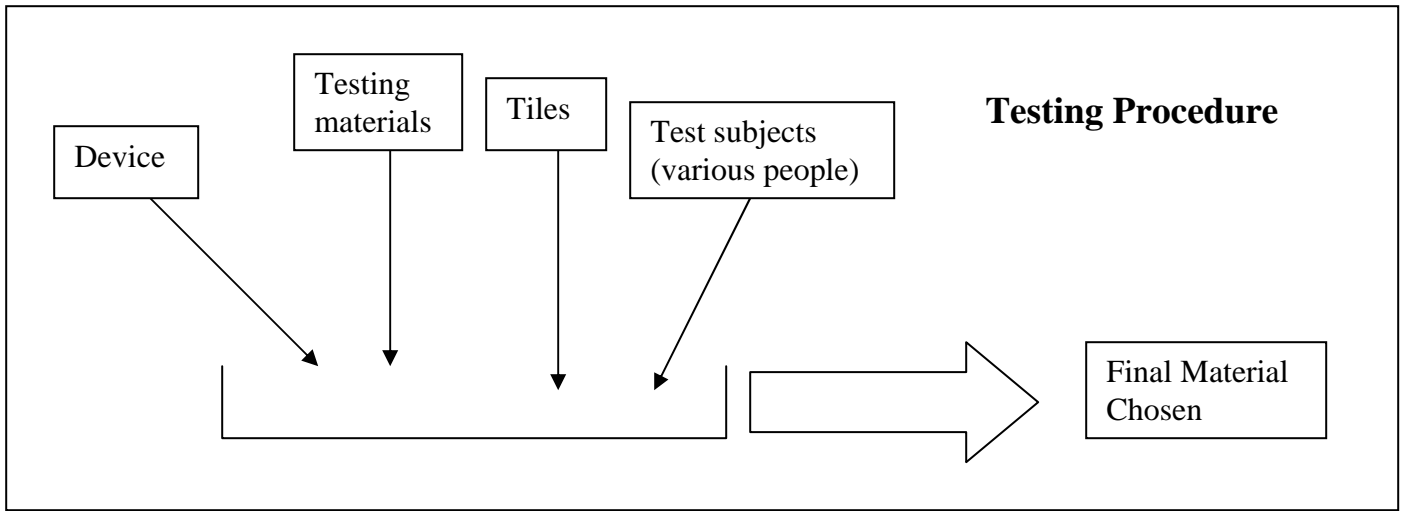 Device
Testing
materials
Tiles
Test subjects
(various people)
Testing Procedure
Final Material
Chosen